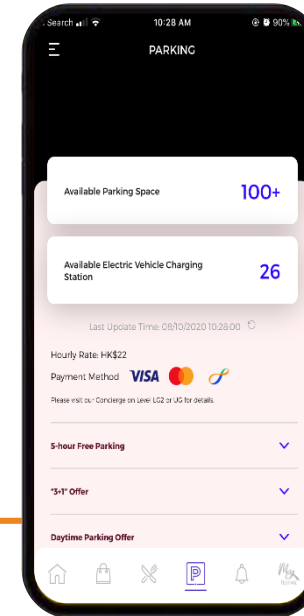 Search 10:28 AM 90%
PARKING
Available Parking Space 100+
Available Electric Vehicle Charging
Station 26
Last Update Time: 08/10/2020 10:28:00
Hourly Rate: HK$22
Payment Method VISA
Please visit our Concierge on Level LG2 or UG for details.
5-hour Free Parking
"3+1" Offer
Daytime Parking Offer
P My